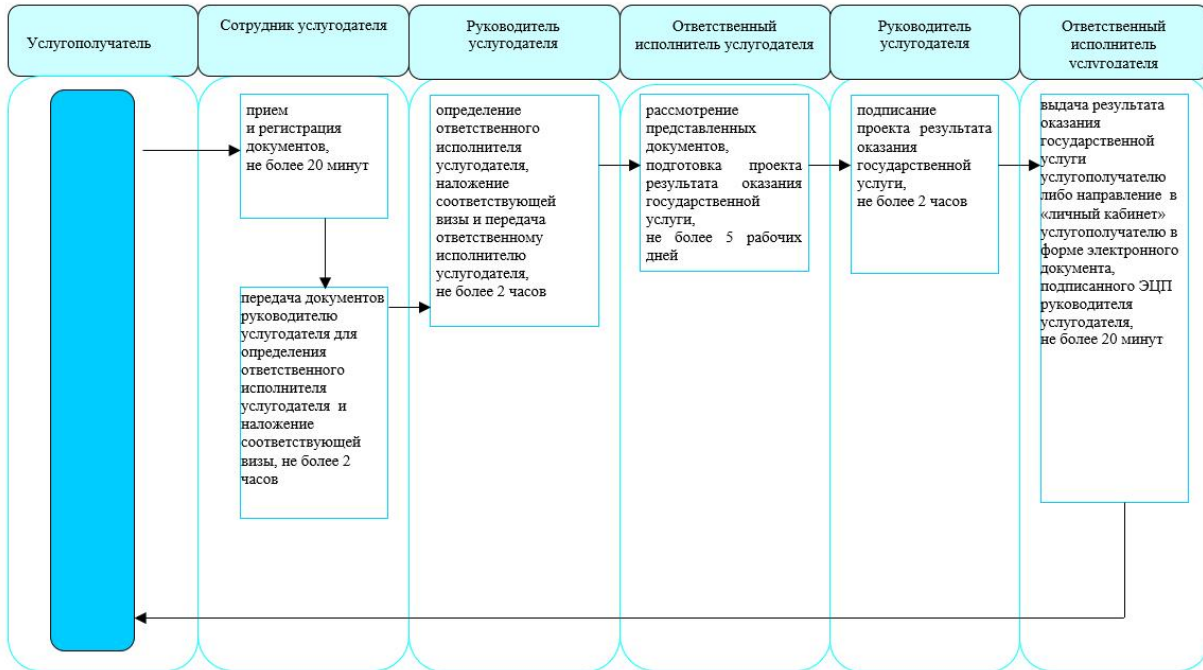 Услугополучатель
Сотрудник услугодателя
Руководитель
услугодателя
Ответственный
исполнитель услугодателя
Руководитель
услугодателя
Ответственный
исполнитель
услугодателя
прием
и регистрация
документов,
не более 20 минут
передача документов
руководителю
услугодателя для
определения
ответственного
исполнителя
услугодателя и
наложение
соответствующей
визы, не более 2
часов
определение
ответственного
исполнителя
услугодателя,
наложение
соответствующей
визы и передача
ответственному
исполнителю
услугодателя,
не более 2 часов
рассмотрение
представленных
документов,
подготовка проекта
результата оказания
государственной
услуги,
не более 5 рабочих
дней
подписание
проекта результата
оказания
государственной
услуги,
не более 2 часов
выдача результата
оказания
государственной
услуги
услугополучателю
либо направление в
«личный кабинет»
услугополучателю в
форме электронного
документа,
подписанного ЭЦП
руководителя
услугодателя,
не более 20 минут